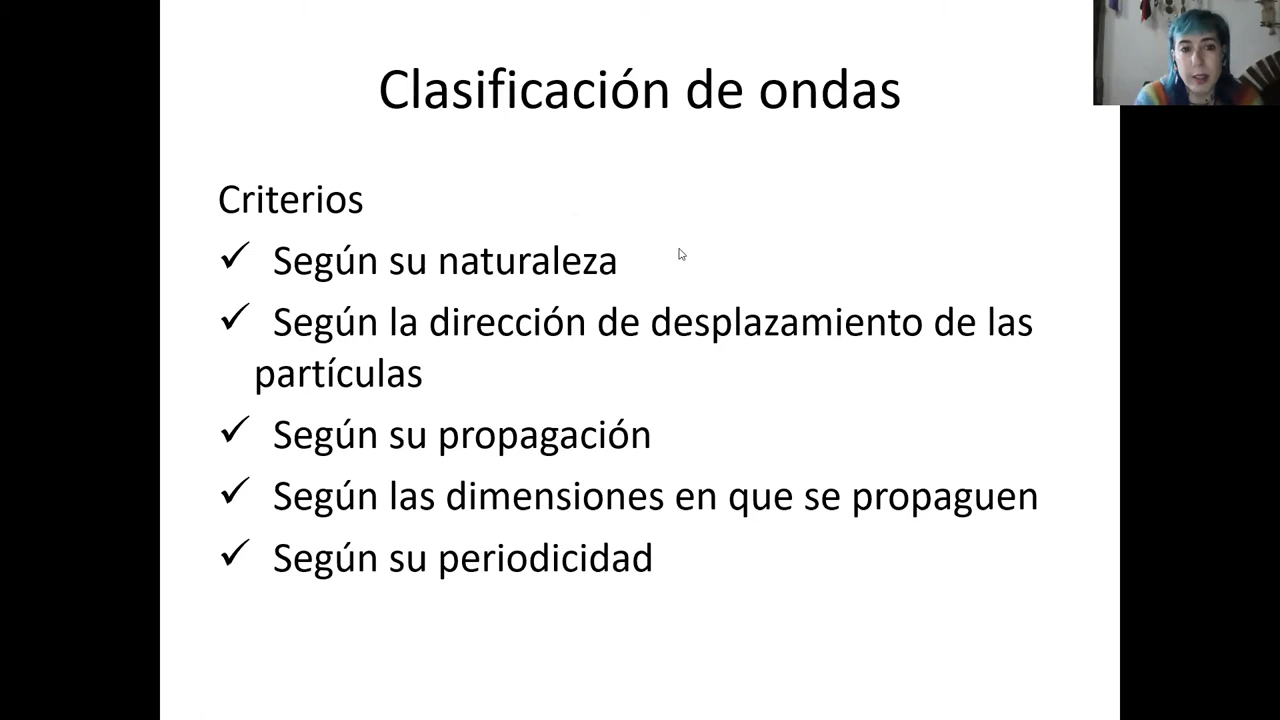 Clasificación de ondas
Criterios
✓ Según su naturaleza
✓ Según la dirección de desplazamiento de las
partículas
✓ Según su propagación
✓ Según las dimensiones en que se propaguen
✓ Según su periodicidad